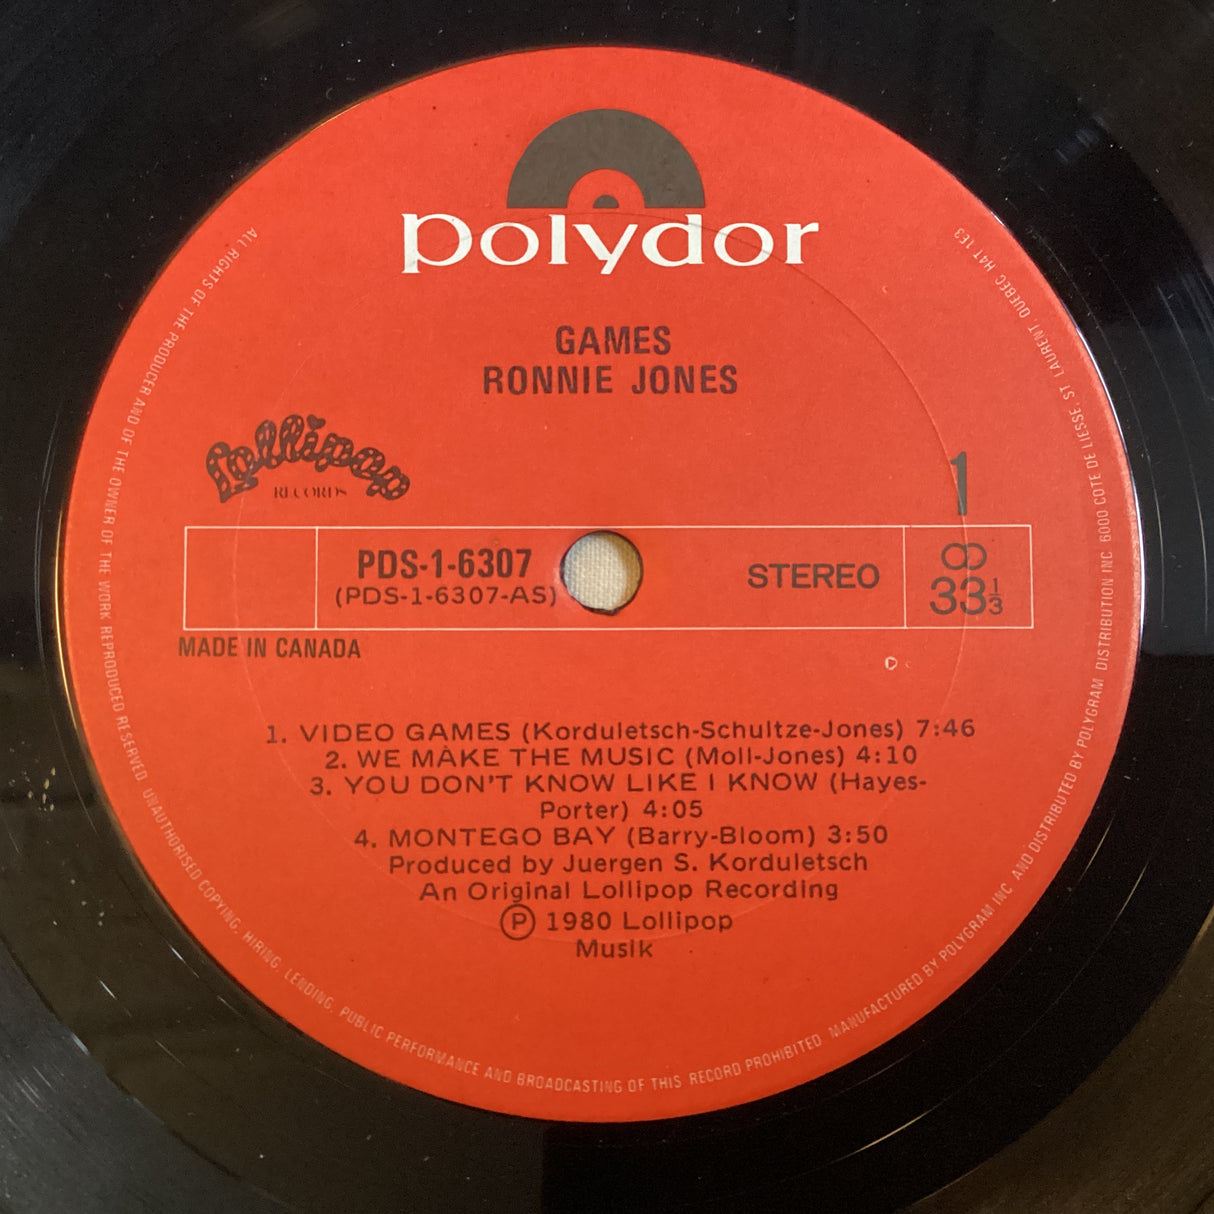 polydor
GAMES
RONNIE JONES
Lollipop
RECORDS
1
PDS-1-6307
(PDS-1-6307-AS)
STEREO
33 1/3
MADE IN CANADA
1. VIDEO GAMES (Korduletsch-Schultze-Jones) 7:46
2. WE MAKE THE MUSIC (Moll-Jones) 4:10
3. YOU DON'T KNOW LIKE I KNOW (Hayes-
Porter) 4:05
4. MONTEGO BAY (Barry-Bloom) 3:50
Produced by Juergen S. Korduletsch
An Original Lollipop Recording
Ⓟ 1980 Lollipop
Musik
ALL RIGHTS OF THE PRODUCER AND OF THE OWNER OF THE WORK REPRODUCED RESERVED. UNAUTHORISED COPYING, HIRING, LENDING, PUBLIC PERFORMANCE AND BROADCASTING OF THIS RECORD PROHIBITED. MANUFACTURED BY POLYGRAM INC AND DISTRIBUTED BY POLYGRAM DISTRIBUTION INC 6000 COTE DE LIESSE, ST LAURENT, QUEBEC H4T 1E3